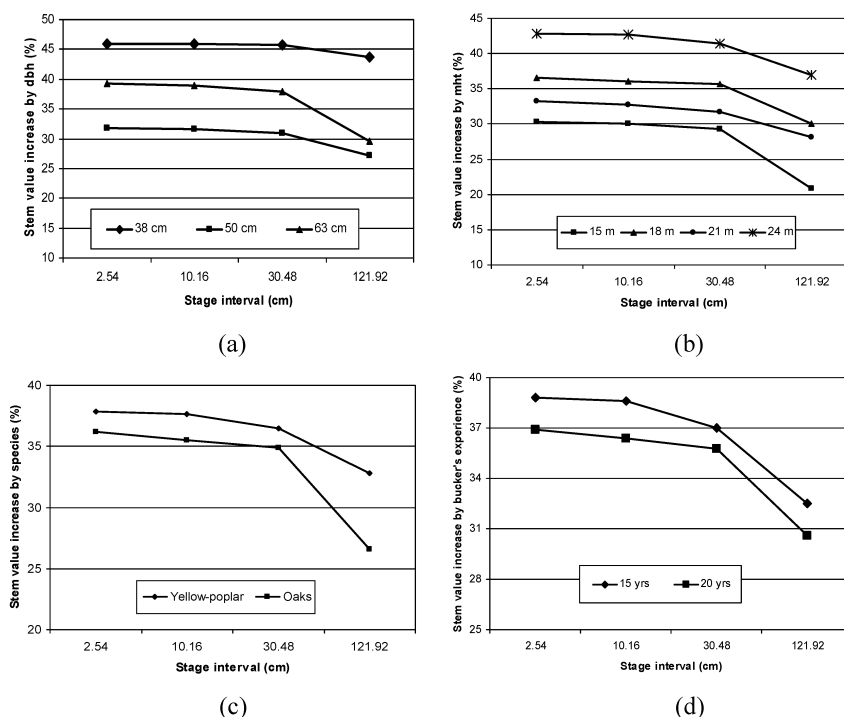 Stem value increase by dbh (%)
50
45
40
35
30
25
20
15
10
38 cm 50 cm 63 cm
2.54 10.16 30.48 121.92
Stage interval (cm)
(a)
Stem value increase by mht (%)
45
40
35
30
25
20
15
10
15 m 18 m 21 m 24 m
2.54 10.16 30.48 121.92
Stage interval (cm)
(b)
Stem value increase by species (%)
40
35
30
25
20
Yellow-poplar Oaks
2.54 10.16 30.48 121.92
Stage interval (cm)
(c)
Stem value increase by bucker's experience (%)
40
37
34
31
28
25
15 yrs 20 yrs
2.54 10.16 30.48 121.92
Stage interval (cm)
(d)